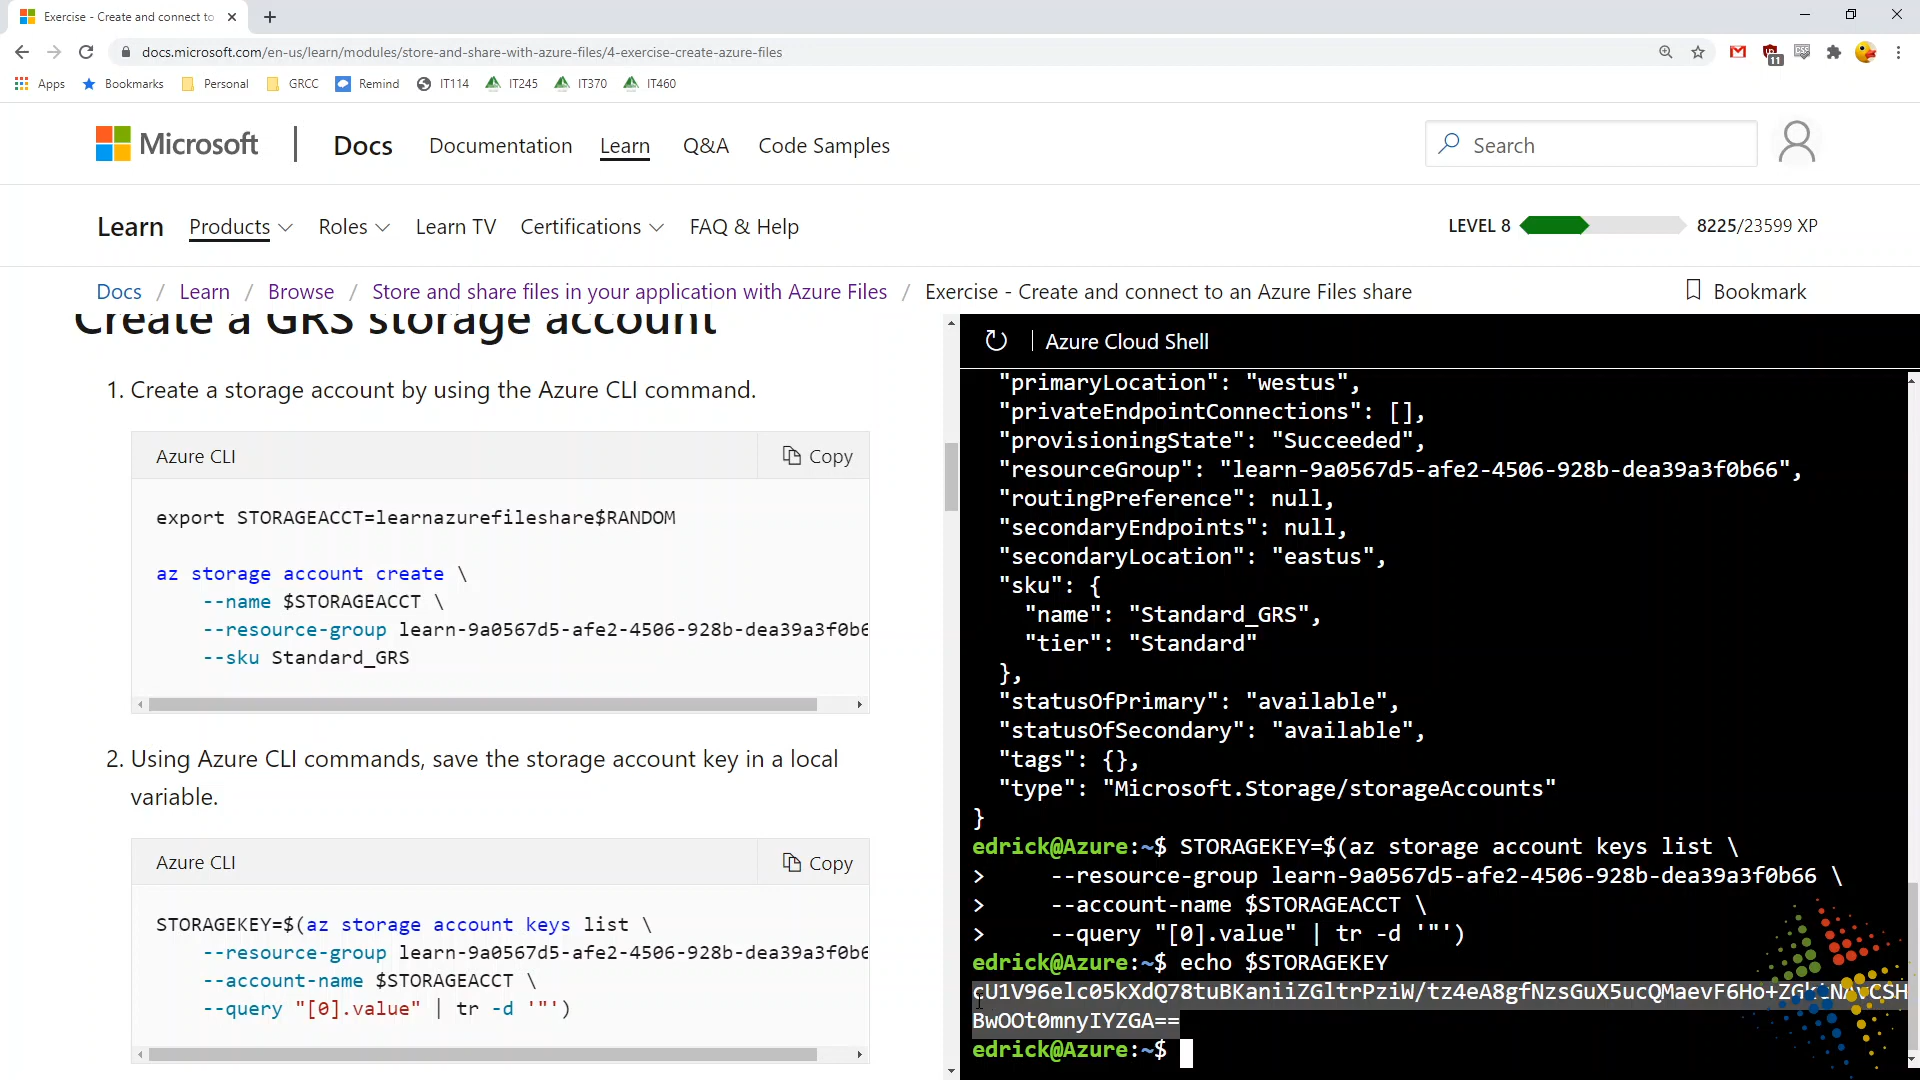 Exercise - Create and connect to
docs.microsoft.com/en-us/learn/modules/store-and-share-with-azure-files/4-exercise-create-azure-files
11
CSS
Apps Bookmarks Personal GRCC Remind IT114 IT245 IT370 IT460
Microsoft Docs Documentation Learn Q&A Code Samples Search
Learn Products Roles Learn TV Certifications FAQ & Help LEVEL 8 8225/23599 XP
Docs / Learn / Browse / Store and share files in your application with Azure Files / Exercise - Create and connect to an Azure Files share Bookmark
Create a GRS storage account
1. Create a storage account by using the Azure CLI command.
Azure CLI Copy
export STORAGEACCT=learnazurefileshare$RANDOM
az storage account create \
--name $STORAGEACCT \
--resource-group learn-9a0567d5-afe2-4506-928b-dea39a3f0b6
--sku Standard_GRS
2. Using Azure CLI commands, save the storage account key in a local
variable.
Azure CLI Copy
STORAGEKEY=$(az storage account keys list \
--resource-group learn-9a0567d5-afe2-4506-928b-dea39a3f0b6
--account-name $STORAGEACCT \
--query "[0].value" | tr -d '"')
Azure Cloud Shell
"primaryLocation": "westus",
"privateEndpointConnections": [],
"provisioningState": "Succeeded",
"resourceGroup": "learn-9a0567d5-afe2-4506-928b-dea39a3f0b66",
"routingPreference": null,
"secondaryEndpoints": null,
"secondaryLocation": "eastus",
"sku": {
"name": "Standard_GRS",
"tier": "Standard"
},
"statusOfPrimary": "available",
"statusOfSecondary": "available",
"tags": {},
"type": "Microsoft.Storage/storageAccounts"
}
edrick@Azure:~$ STORAGEKEY=$(az storage account keys list \
> --resource-group learn-9a0567d5-afe2-4506-928b-dea39a3f0b66 \
> --account-name $STORAGEACCT \
> --query "[0].value" | tr -d '"')
edrick@Azure:~$ echo $STORAGEKEY
BwOOt0mnyIYZGA==
edrick@Azure:~$